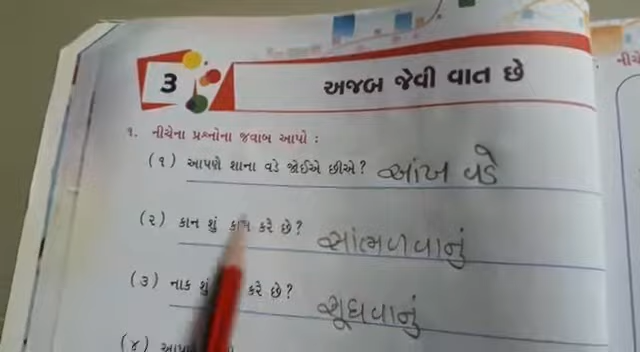 3
અજબ જેવી વાત છે
૧. નીચેના પ્રશ્નોના જવાબ આપો :
(૧) આપણે શાના વડે જોઈએ છીએ? આંખ વડે
(૨) કાન શું કામ કરે છે? સાંભળવાનું
(૩) નાક શું કરે છે? સૂંઘવાનું
(૪)